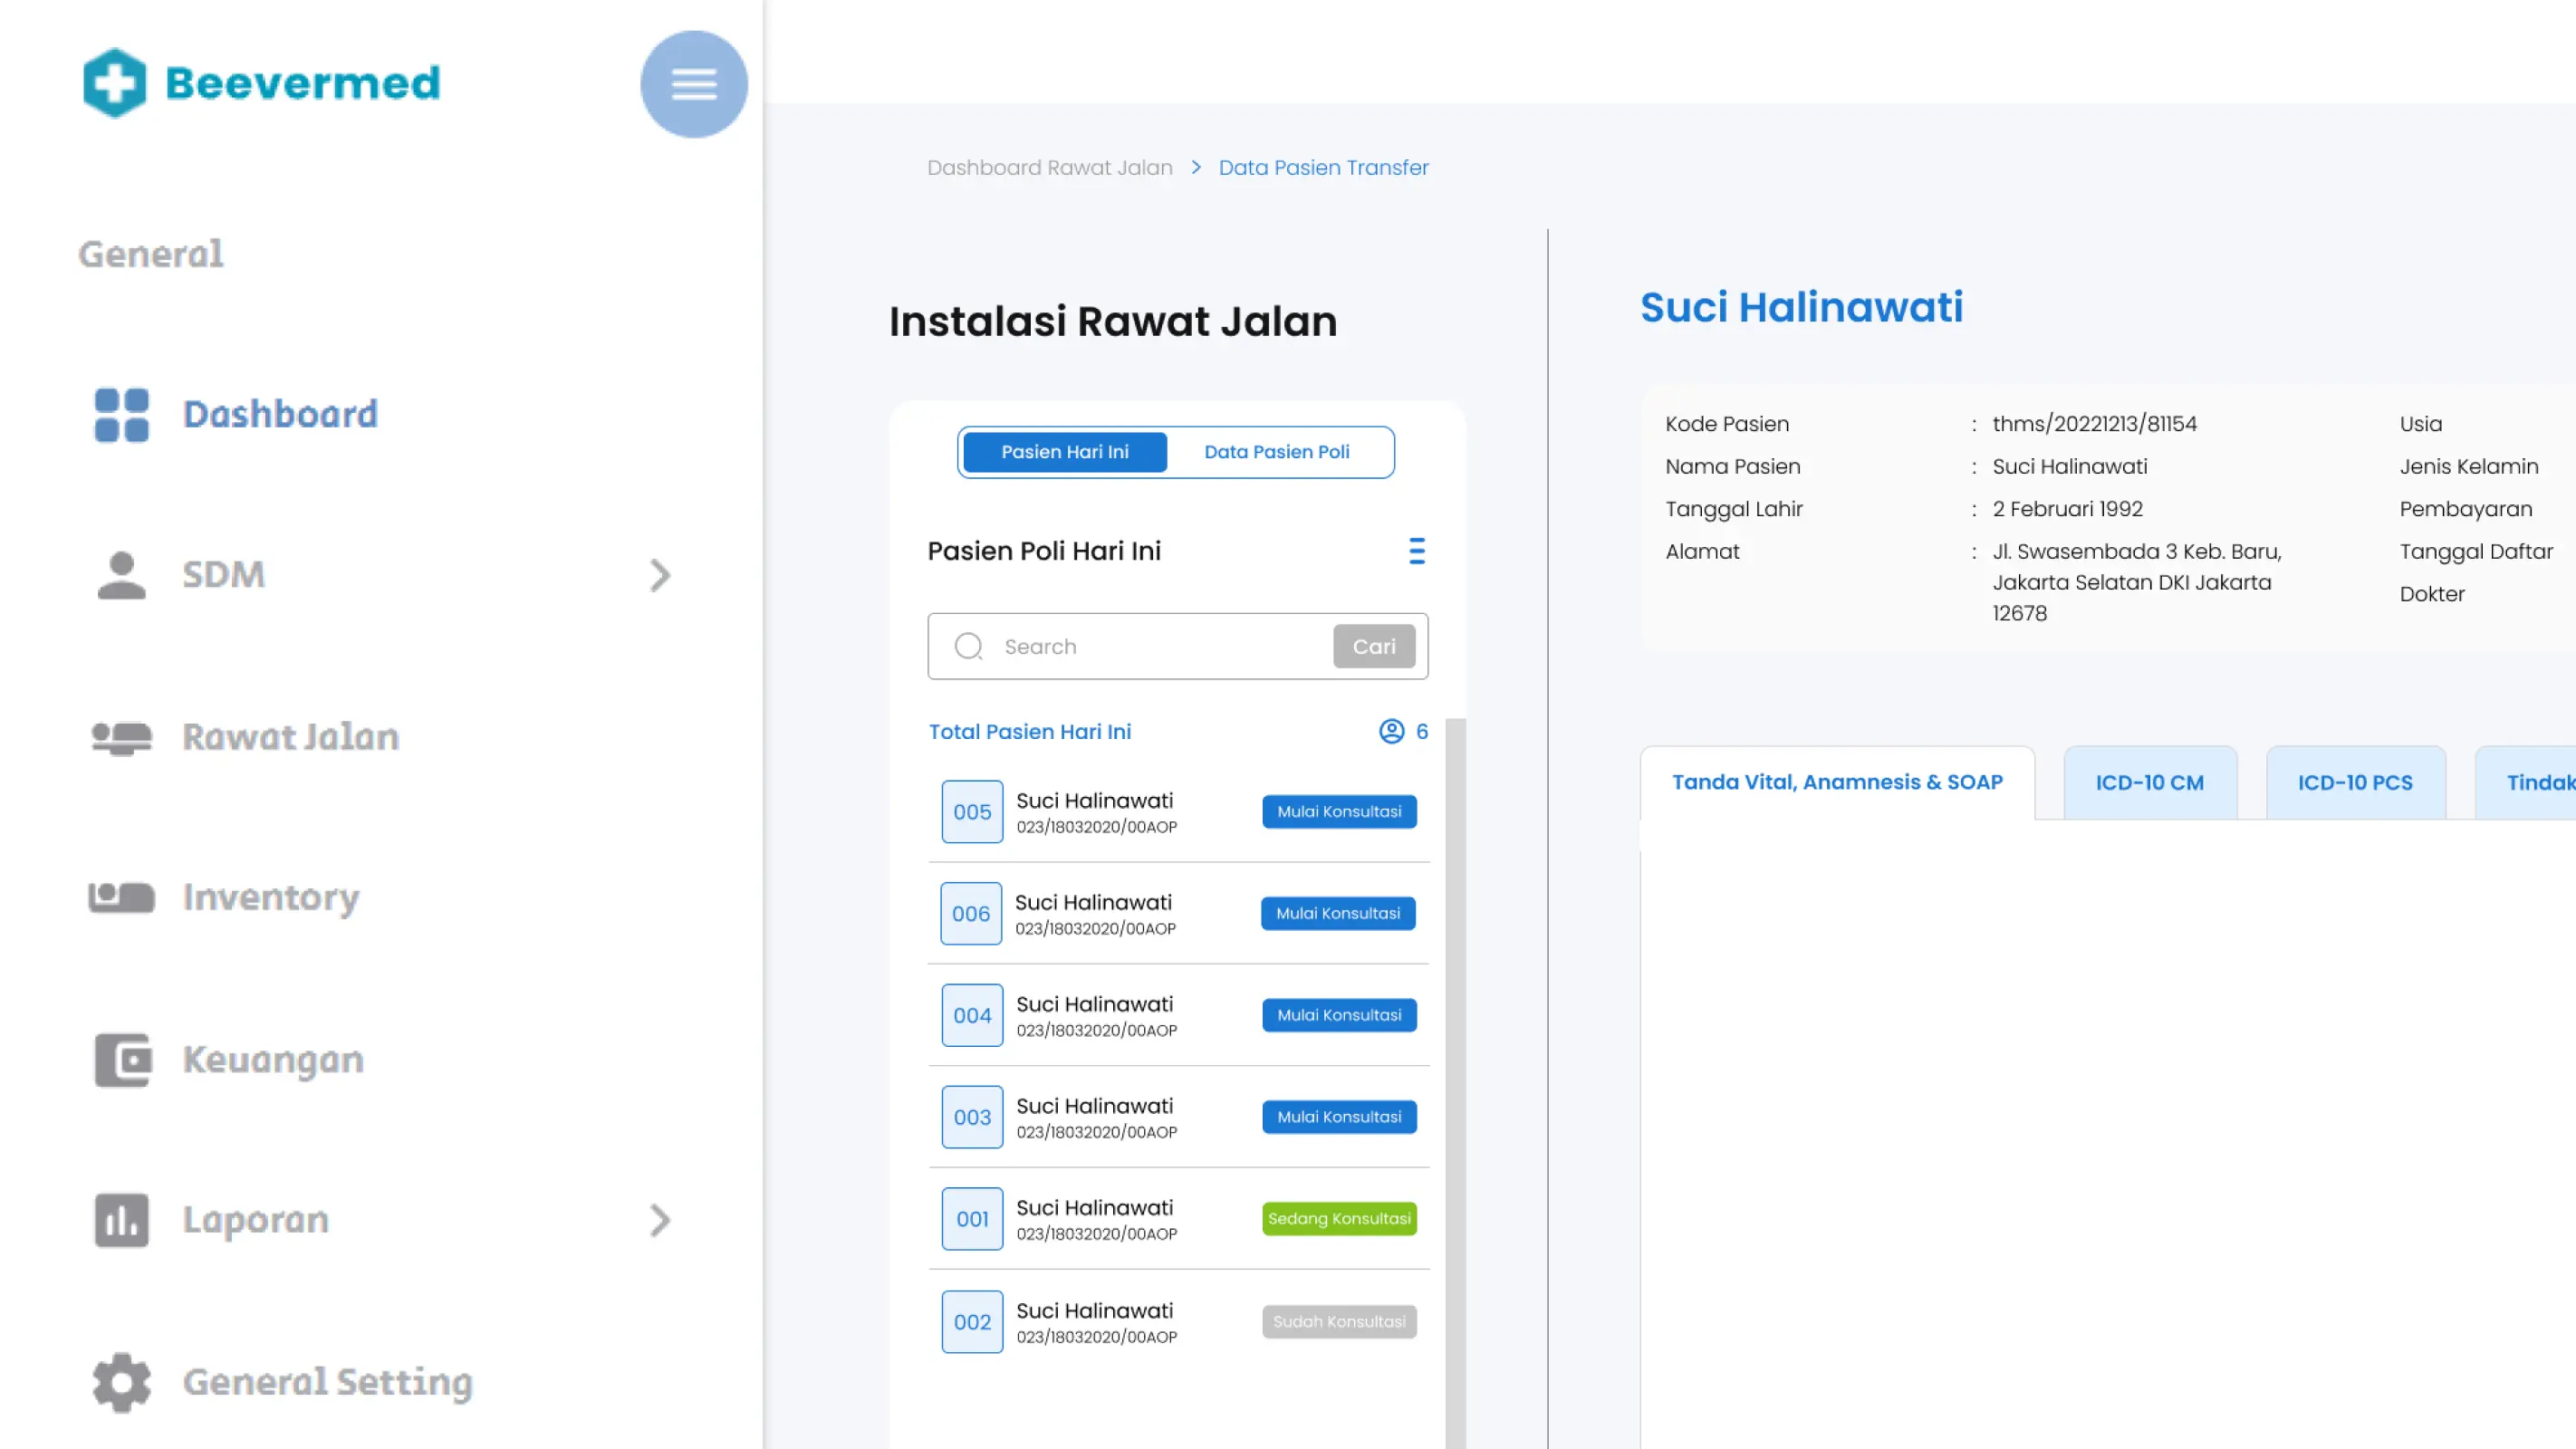 Beevermed
General
Dashboard
SDM
Rawat Jalan
Inventory
Keuangan
Laporan
General Setting
Dashboard Rawat Jalan > Data Pasien Transfer
Instalasi Rawat Jalan
Pasien Hari Ini
Data Pasien Poli
Pasien Poli Hari Ini
Search
Cari
Total Pasien Hari Ini 6
005 Suci Halinawati Mulai Konsultasi
023/18032020/00AOP
006 Suci Halinawati Mulai Konsultasi
023/18032020/00AOP
004 Suci Halinawati Mulai Konsultasi
023/18032020/00AOP
003 Suci Halinawati Mulai Konsultasi
023/18032020/00AOP
001 Suci Halinawati Sedang Konsultasi
023/18032020/00AOP
002 Suci Halinawati Sudah Konsultasi
023/18032020/00AOP
Suci Halinawati
Kode Pasien : thms/20221213/81154
Nama Pasien : Suci Halinawati
Tanggal Lahir : 2 Februari 1992
Alamat : Jl. Swasembada 3 Keb. Baru,
Jakarta Selatan DKI Jakarta
12678
Usia
Jenis Kelamin
Pembayaran
Tanggal Daftar
Dokter
Tanda Vital, Anamnesis & SOAP
ICD-10 CM
ICD-10 PCS
Tindak